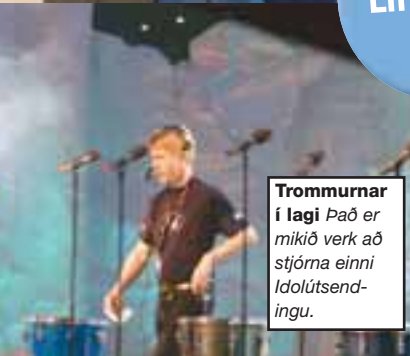 Trommurnar
í lagi Það er
mikið verk að
stjórna einni
Idolútsend-
ingu.